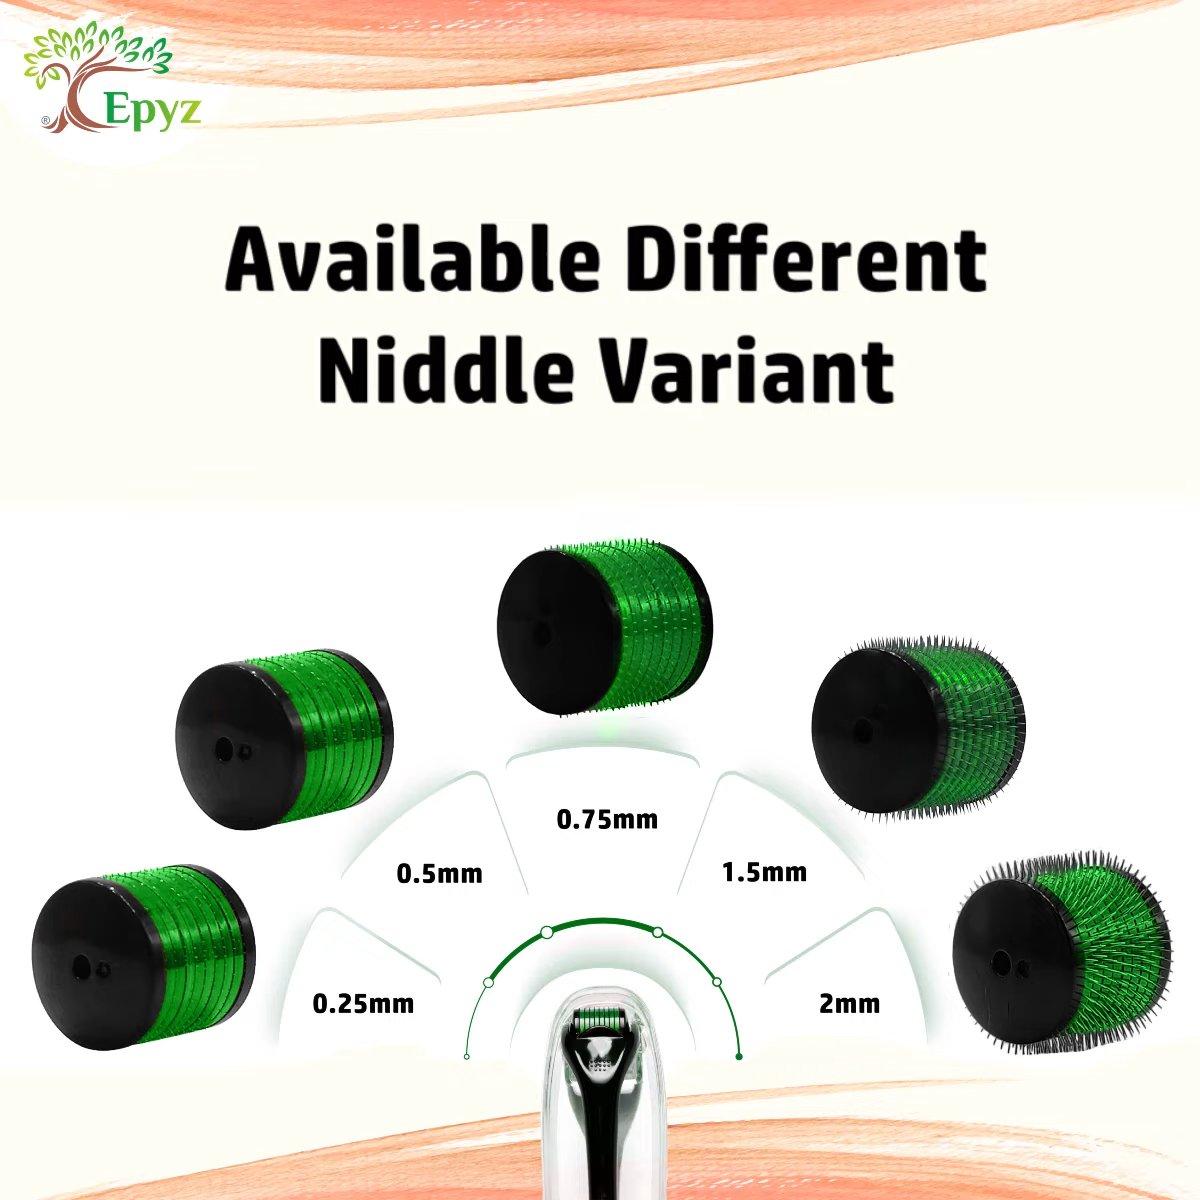 ® Epyz
Available Different
Niddle Variant
0.75mm
0.5mm
1.5mm
0.25mm
2mm